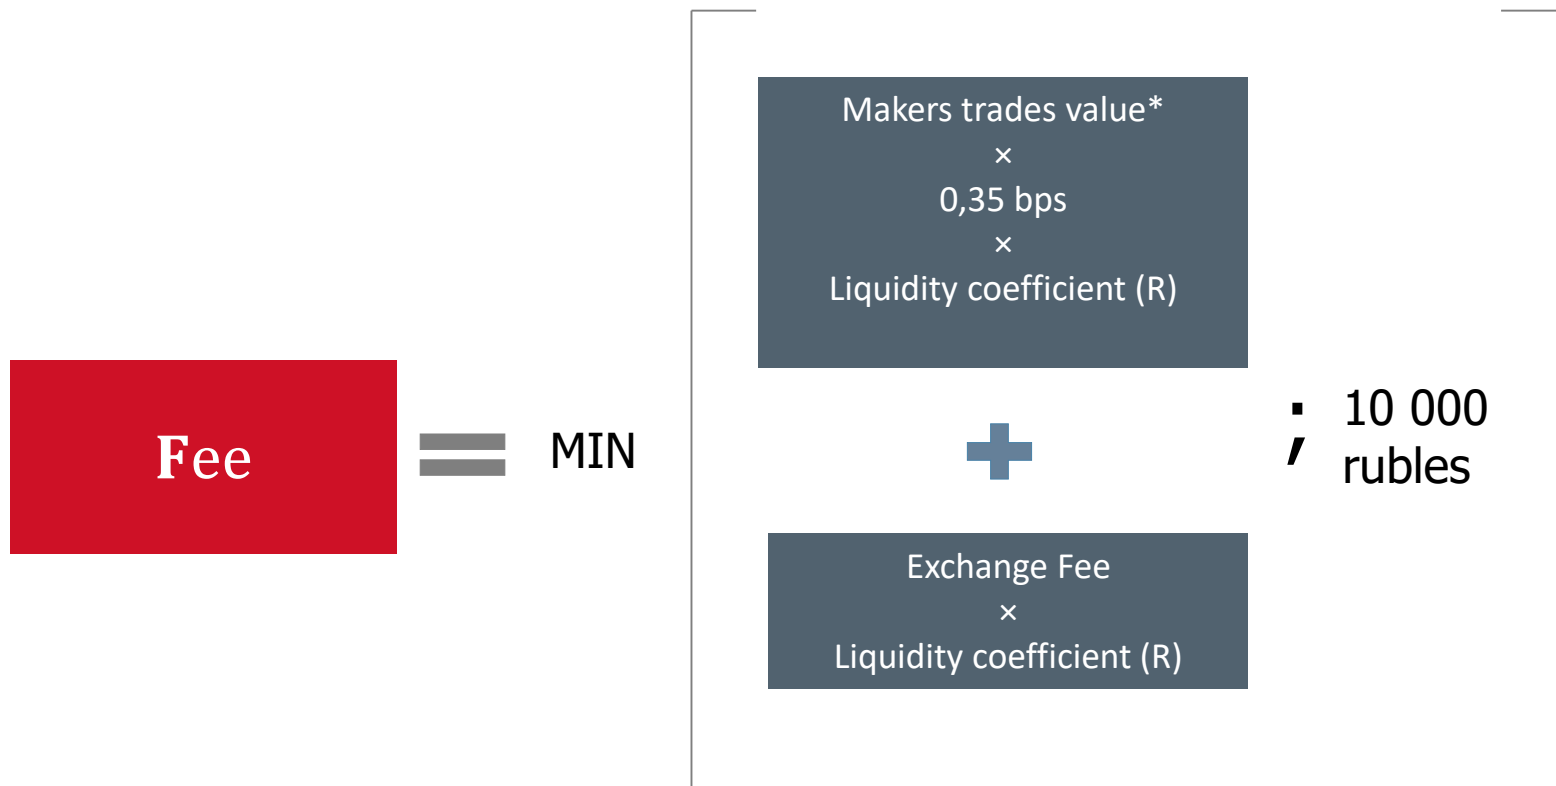 Fee
MIN
Makers trades value*
×
0,35 bps
×
Liquidity coefficient (R)
Exchange Fee
×
Liquidity coefficient (R)
;
10 000
rubles